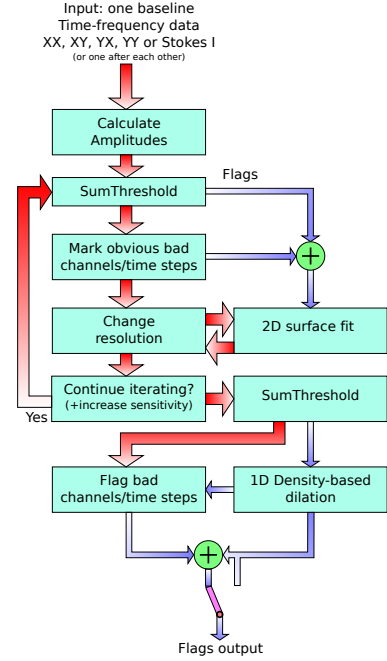 Input: one baseline
Time-frequency data
XX, XY, YX, YY or Stokes I
(or one after each other)
Calculate
Amplitudes
Flags
SumThreshold
Mark obvious bad
channels/time steps
+
Change
resolution
2D surface fit
Continue iterating?
(+increase sensitivity)
SumThreshold
Yes
Flag bad
channels/time steps
1D Density-based
dilation
+
Flags output